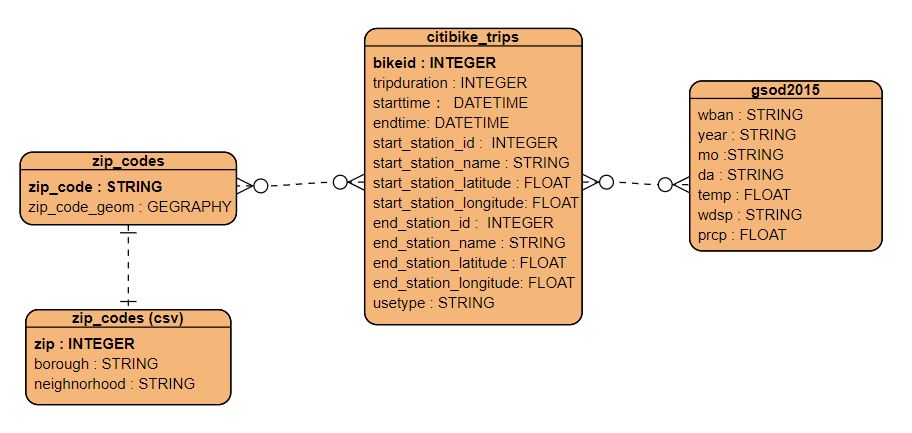 zip_codes
zip_code : STRING
zip_code_geom : GEGRAPHY
zip_codes (csv)
zip : INTEGER
borough : STRING
neighnorhood : STRING
citibike_trips
bikeid : INTEGER
tripduration : INTEGER
starttime :   DATETIME
endtime: DATETIME
start_station_id :  INTEGER
start_station_name : STRING
start_station_latitude : FLOAT
start_station_longitude: FLOAT
end_station_id :  INTEGER
end_station_name : STRING
end_station_latitude : FLOAT
end_station_longitude: FLOAT
usetype : STRING
gsod2015
wban : STRING
year : STRING
mo :STRING
da : STRING
temp : FLOAT
wdsp : STRING
prcp : FLOAT